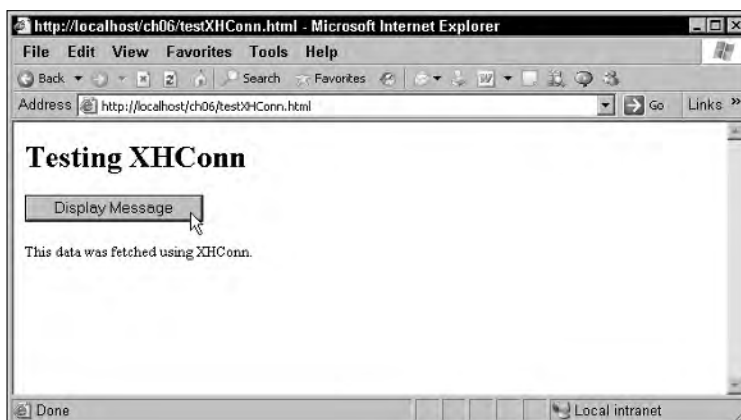 http://localhost/ch06/testXHConn.html - Microsoft Internet Explorer
File Edit View Favorites Tools Help
Back Search Favorites
Address http://localhost/ch06/testXHConn.html Go Links »
Testing XHConn
Display Message
This data was fetched using XHConn.
Done Local intranet